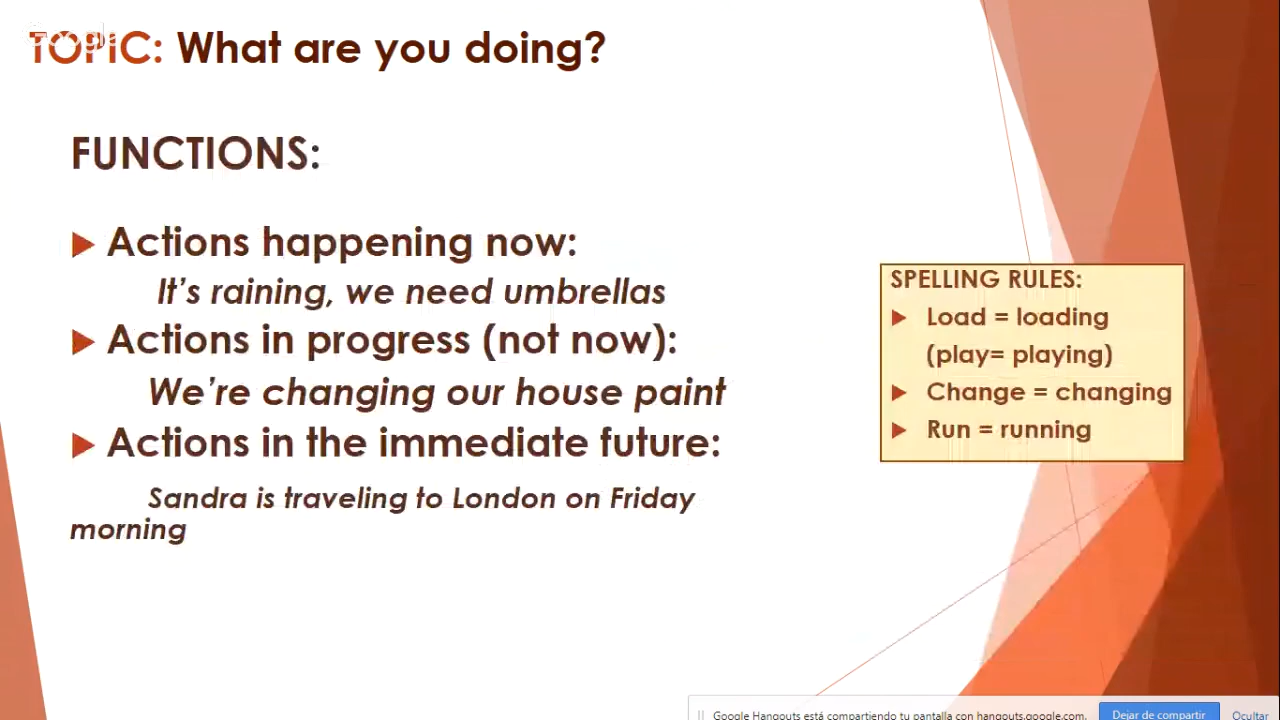 Google
TOPIC: What are you doing?
FUNCTIONS:
Actions happening now:
It's raining, we need umbrellas
Actions in progress (not now):
We're changing our house paint
Actions in the immediate future:
Sandra is traveling to London on Friday
morning
SPELLING RULES:
Load = loading
(play= playing)
Change = changing
Run = running
Google Hangouts está compartiendo tu pantalla con hangouts.google.com. Dejar de compartir Ocultar